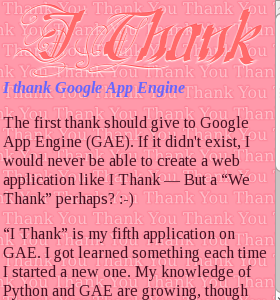 I Thank
I thank Google App Engine
The first thank should give to Google
App Engine (GAE). If it didn't exist, I
would never be able to create a web
application like I Thank — But a “We
Thank” perhaps? :-)
“I Thank” is my fifth application on
GAE. I got learned something each time
I started a new one. My knowledge of
Python and GAE are growing, though